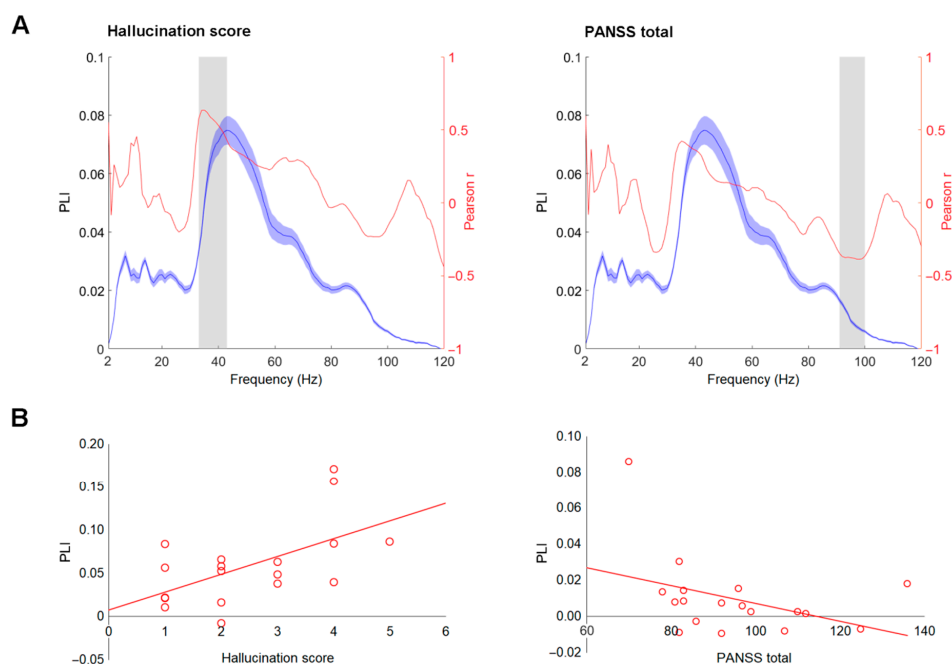 A
Hallucination score
PANSS total
0.1
0.08
0.06
0.04
0.02
0
PLI
1
0.5
0
−0.5
−1
Pearson r
2 20 40 60 80 100 120
Frequency (Hz)
0.1
0.08
0.06
0.04
0.02
0
PLI
1
0.5
0
−0.5
−1
Pearson r
2 20 40 60 80 100 120
Frequency (Hz)
B
0.20
0.15
0.10
0.05
0.00
−0.05
PLI
0 1 2 3 4 5 6
Hallucination score
0.10
0.08
0.06
0.04
0.02
0.00
−0.02
PLI
60 80 100 120 140
PANSS total